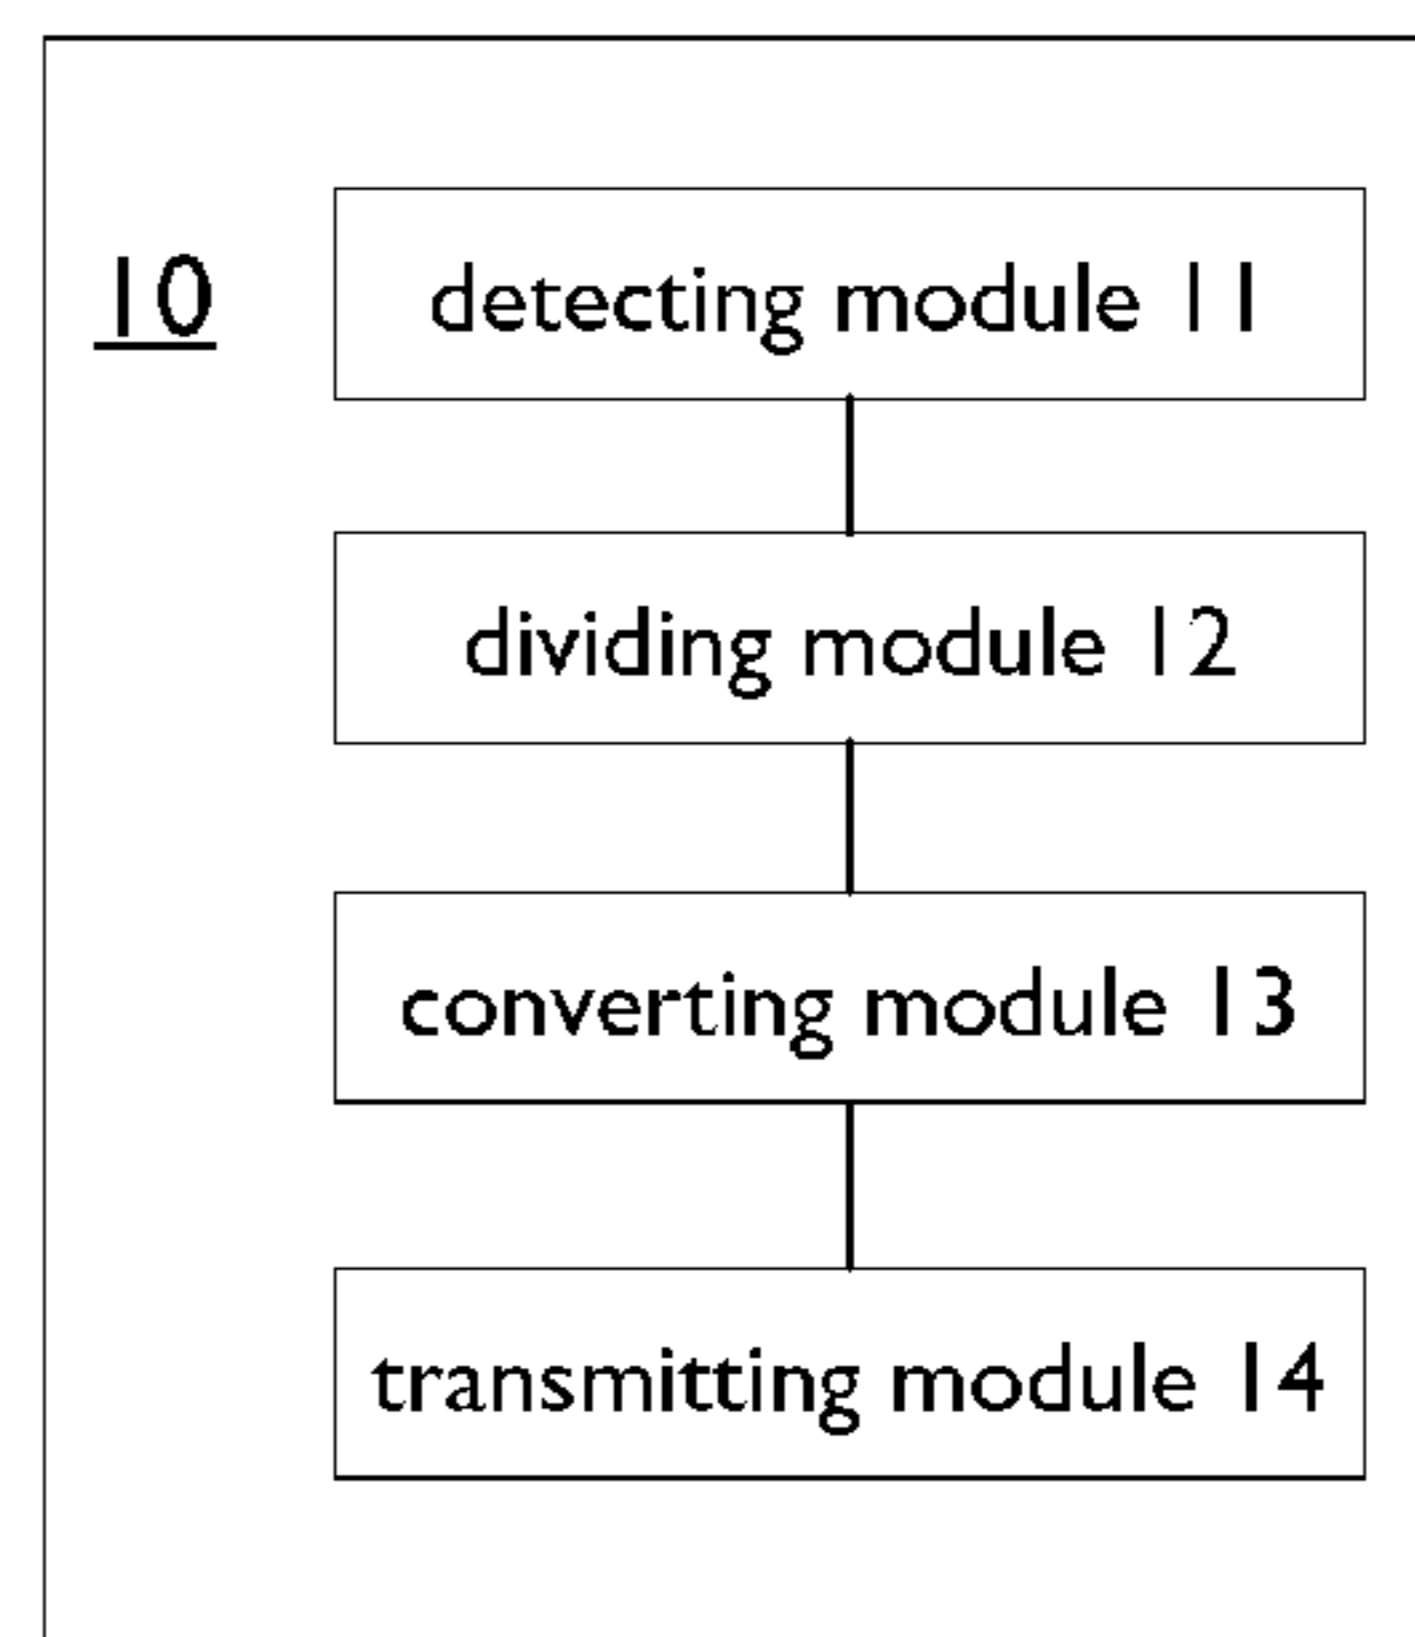 10
detecting module 11
dividing module 12
converting module 13
transmitting module 14